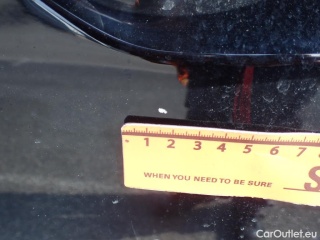 1 2 3 4 5 6 7
WHEN YOU NEED TO BE SURE
S
CarOutlet.eu